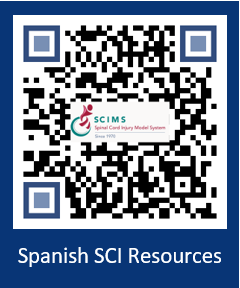 SCIMS
Spinal Cord Injury Model System
Since 1970
Spanish SCI Resources